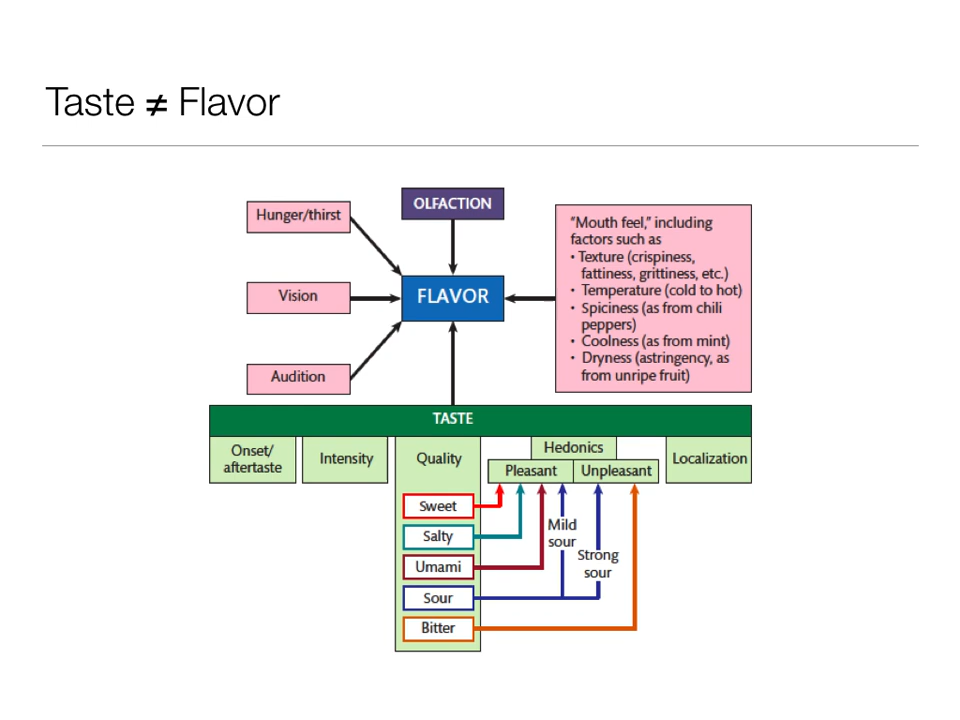 Taste ≠ Flavor
Hunger/thirst
OLFACTION
Vision
FLAVOR
Audition
“Mouth feel,” including
factors such as
• Texture (crispiness,
fattiness, grittiness, etc.)
• Temperature (cold to hot)
• Spiciness (as from chili
peppers)
• Coolness (as from mint)
• Dryness (astringency, as
from unripe fruit)
TASTE
Onset/
aftertaste
Intensity
Quality
Hedonics
Pleasant
Unpleasant
Localization
Sweet
Salty
Umami
Sour
Bitter
Mild
sour
Strong
sour